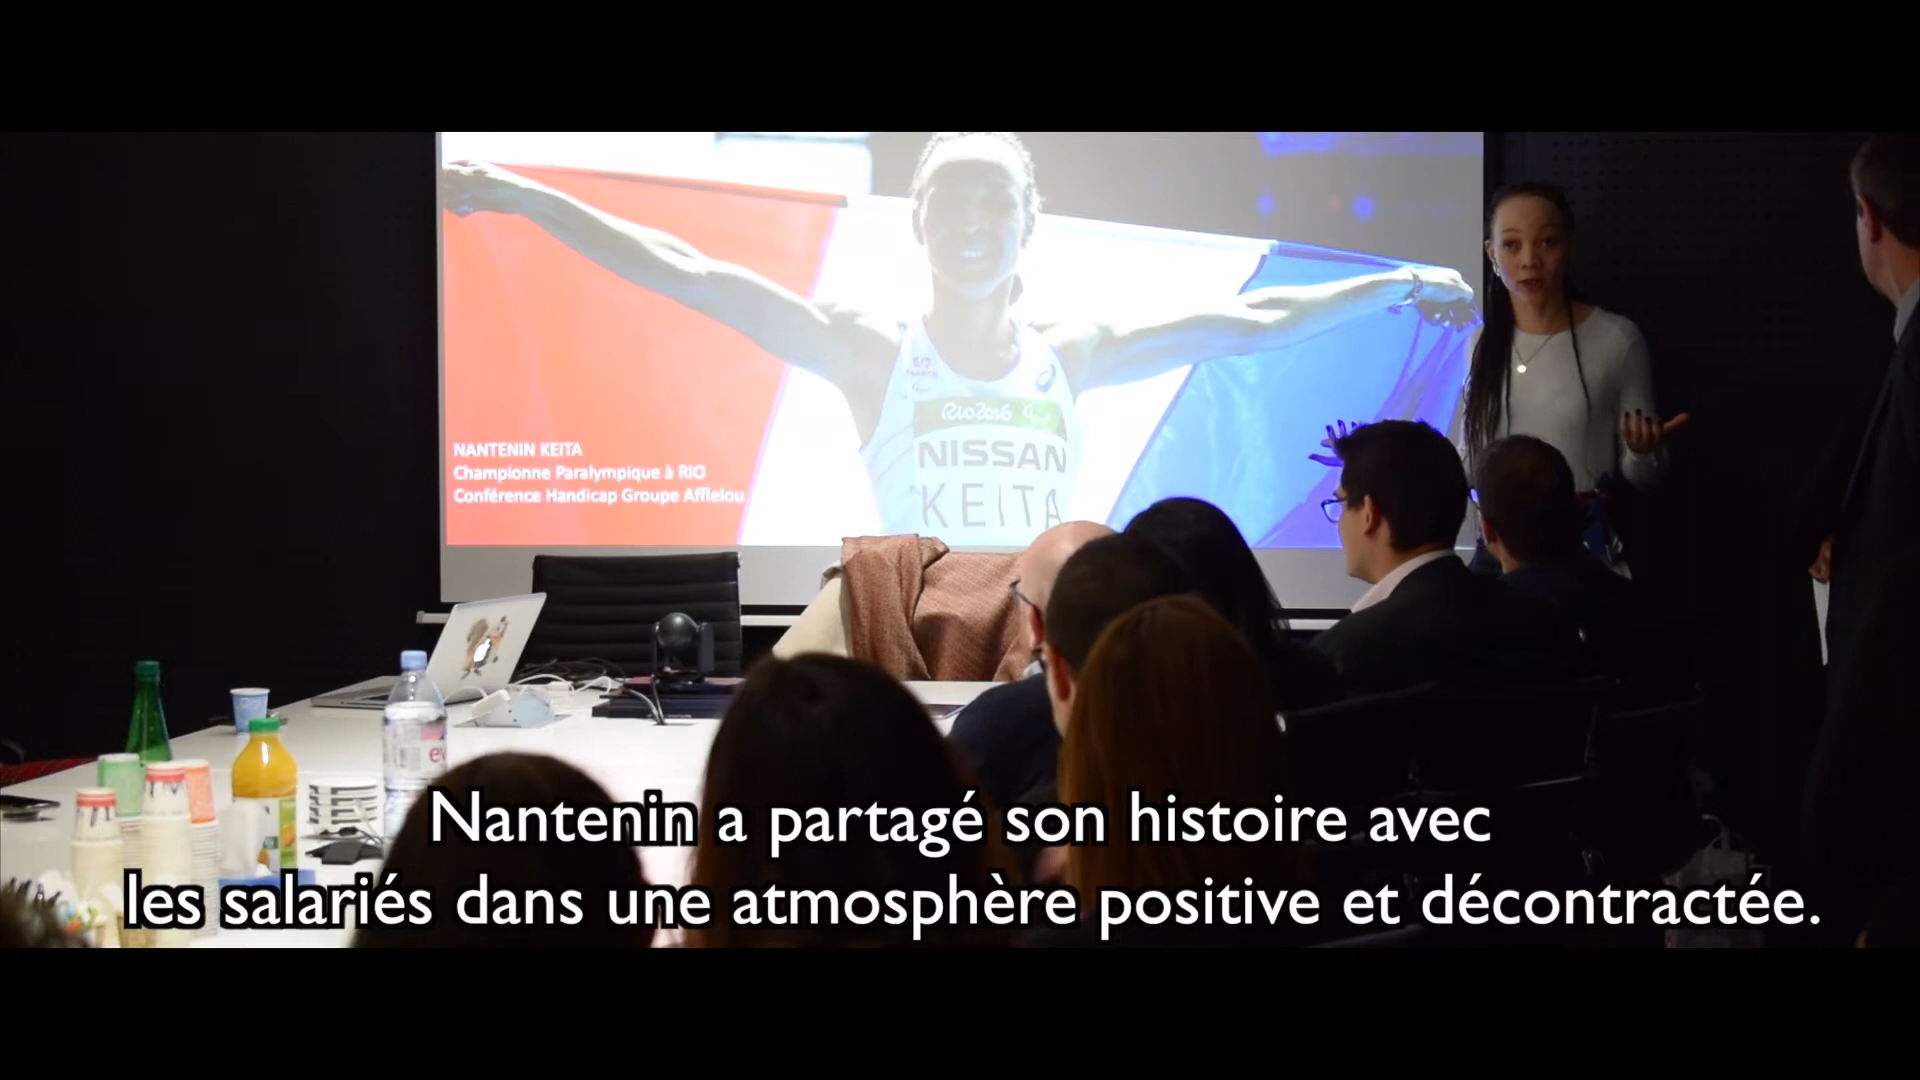 Rio2016
NISSAN
KEITA
NANTENIN KEITA
Championne Paralympique à RIO
Conférence Handicap Groupe Afflelou
Nantenin a partagé son histoire avec
les salariés dans une atmosphère positive et décontractée.